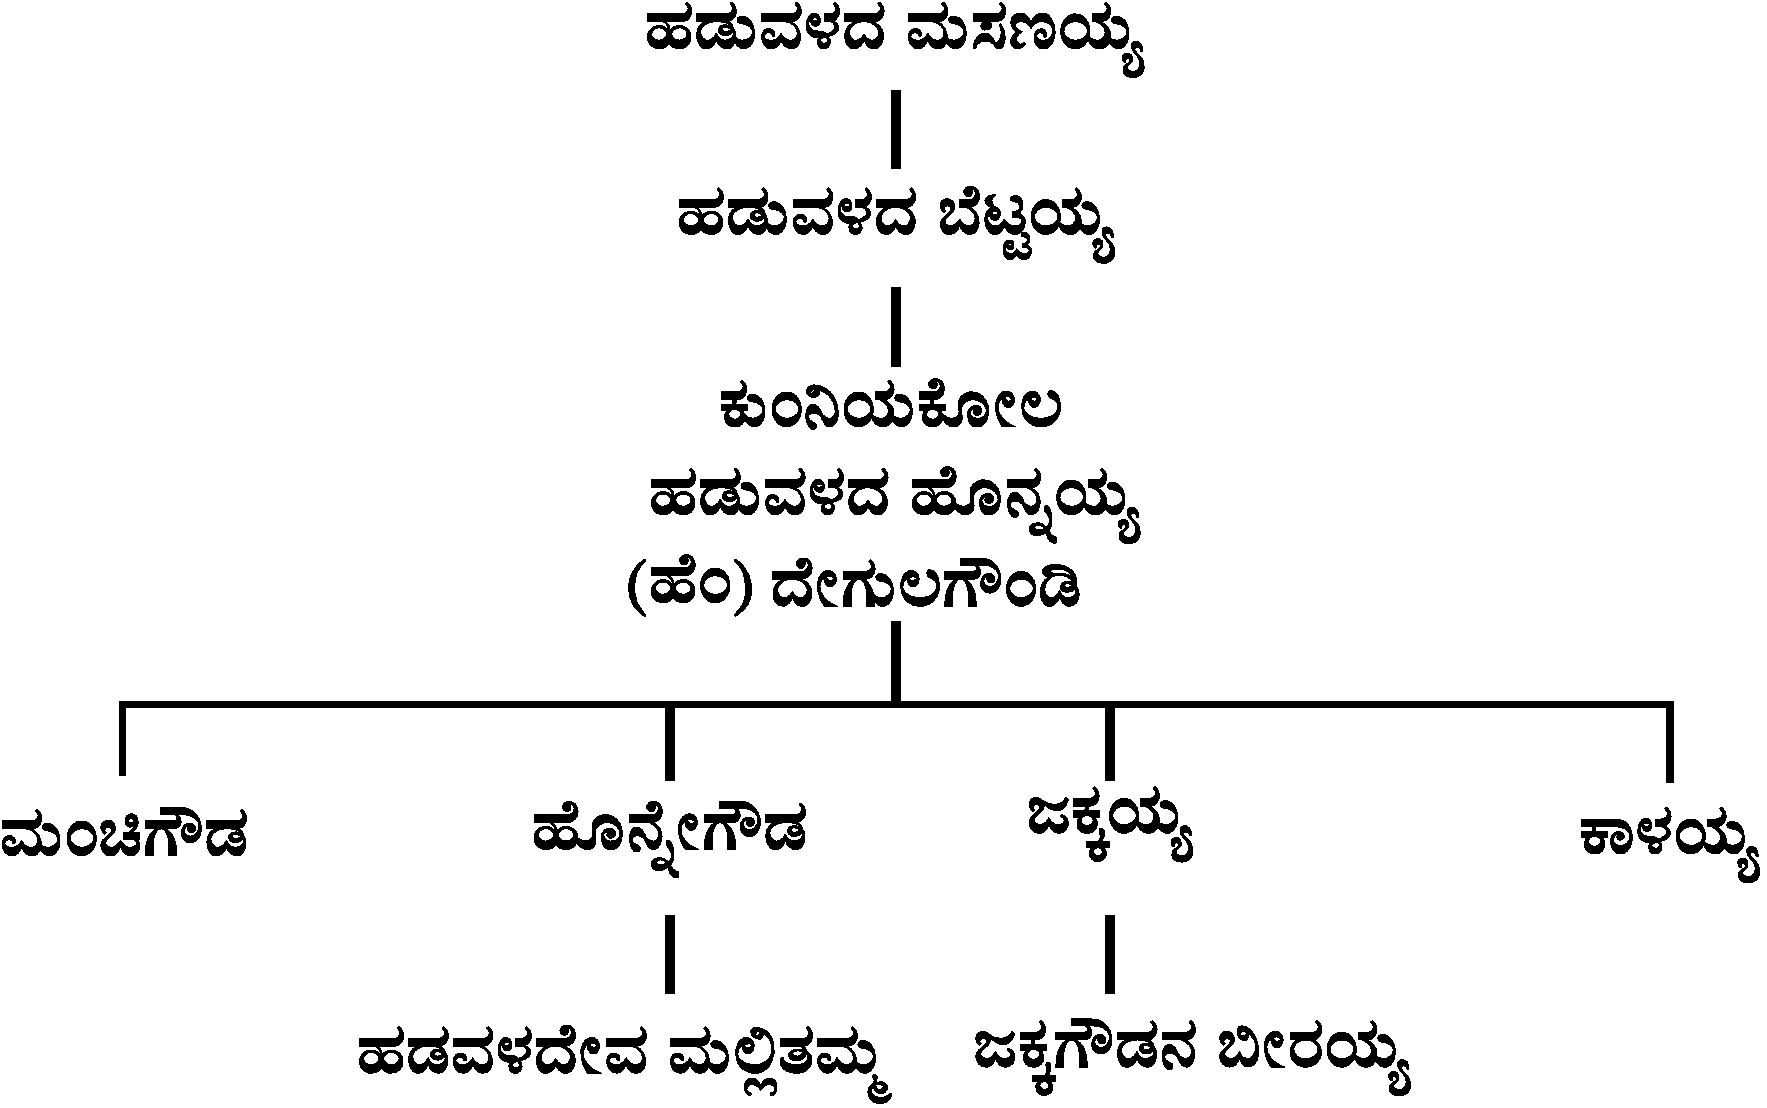 ಹಡುವಳದ ಮಸಣಯ್ಯ
ಹಡುವಳದ ಬೆಟ್ಟಯ್ಯ
ಕುಂನಿಯಕೋಲ
ಹಡುವಳದ ಹೊನ್ನಯ್ಯ
(ಹೆಂ) ದೇಗುಲಗೌಂಡಿ
ಮಂಚಿಗೌಡ ಹೊನ್ನೇಗೌಡ ಜಕ್ಕಯ್ಯ ಕಾಳಯ್ಯ
ಹಡವಳದೇವ ಮಲ್ಲಿತಮ್ಮ ಜಕ್ಕಗೌಡನ ಬೀರಯ್ಯ